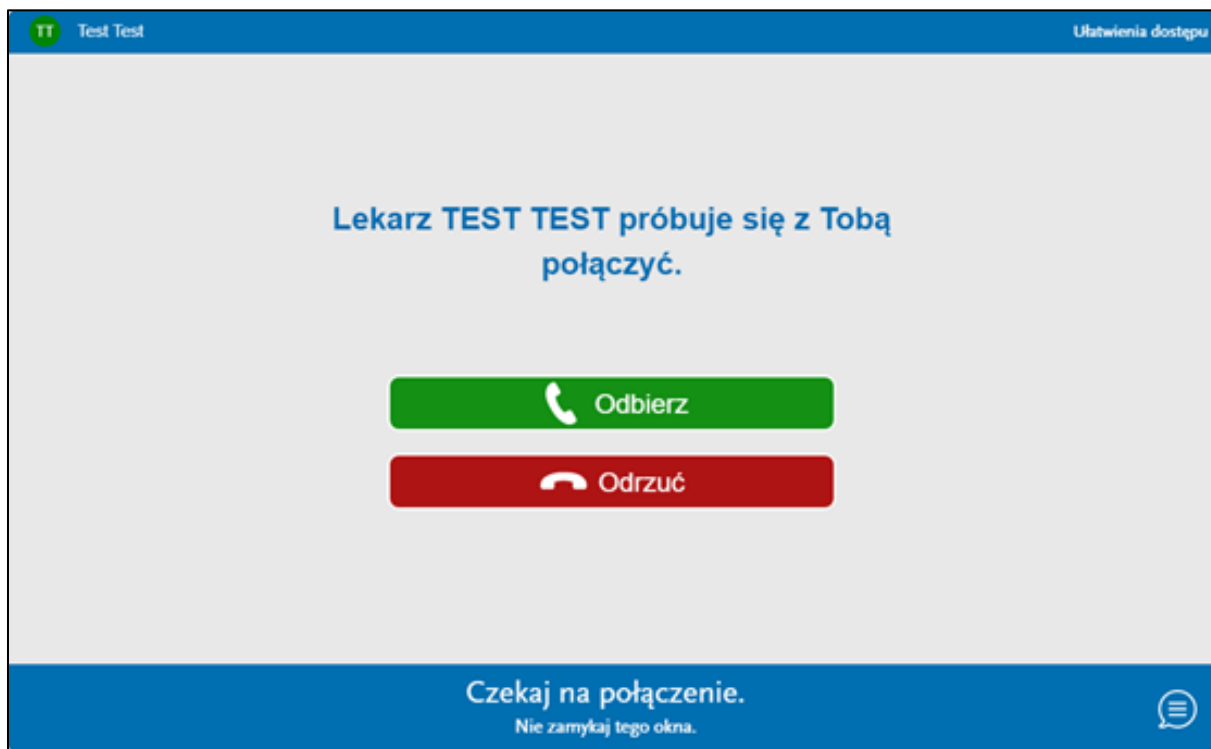 TT Test Test Ułatwienia dostępu
Lekarz TEST TEST próbuje się z Tobą
połączyć.
Odbierz
Odrzuć
Czekaj na połączenie.
Nie zamykaj tego okna.